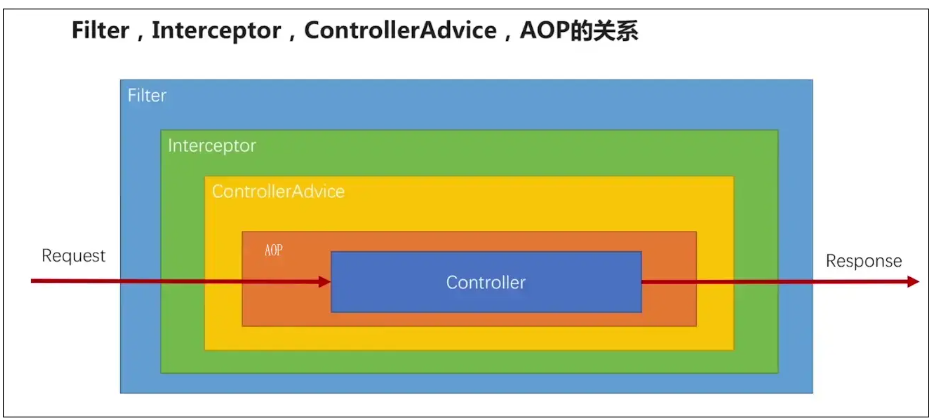 Filter，Interceptor，ControllerAdvice，AOP的关系
Filter
Interceptor
ControllerAdvice
AOP
Request
Controller
Response